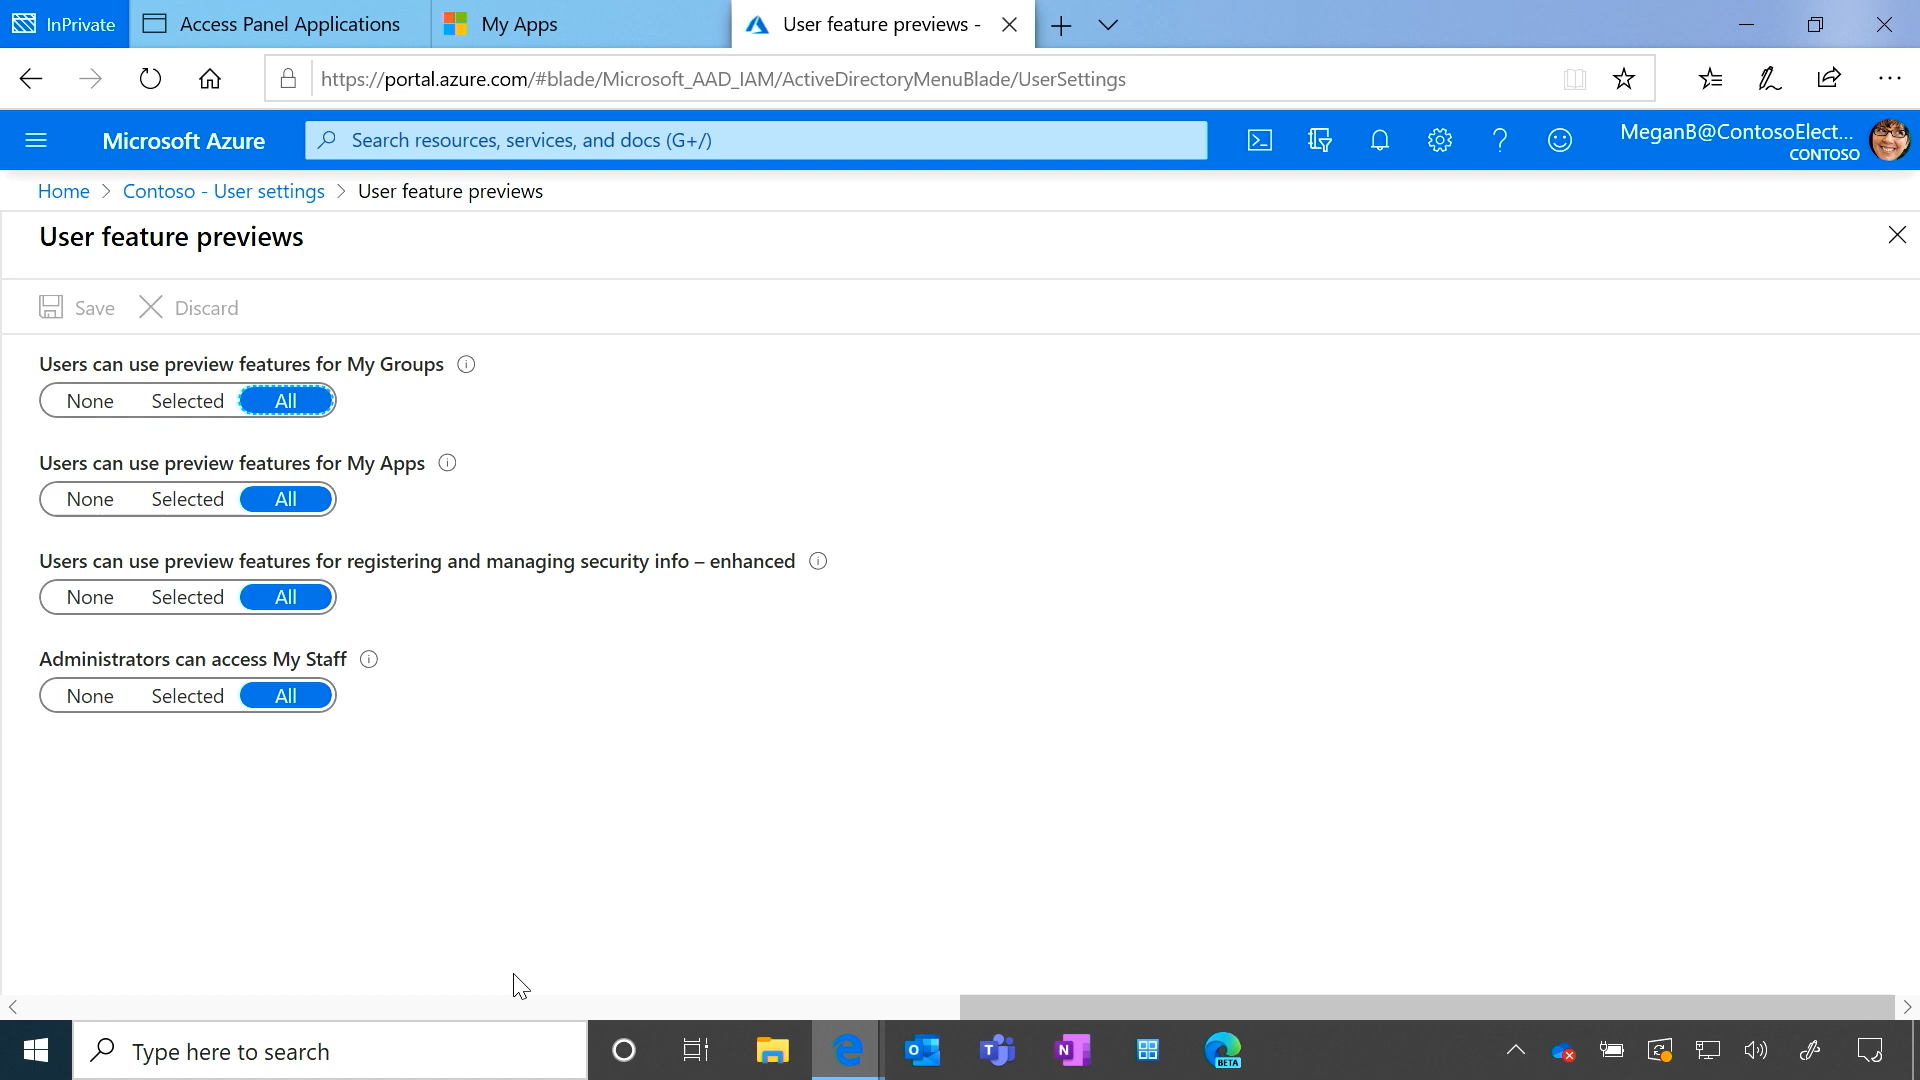 InPrivate
Access Panel Applications
My Apps
User feature previews -
https://portal.azure.com/#blade/Microsoft_AAD_IAM/ActiveDirectoryMenuBlade/UserSettings
Microsoft Azure
Search resources, services, and docs (G+/)
MeganB@ContosoElect...
CONTOSO
Home > Contoso - User settings > User feature previews
User feature previews
Save
Discard
Users can use preview features for My Groups
None Selected All
Users can use preview features for My Apps
None Selected All
Users can use preview features for registering and managing security info – enhanced
None Selected All
Administrators can access My Staff
None Selected All
Type here to search
BETA